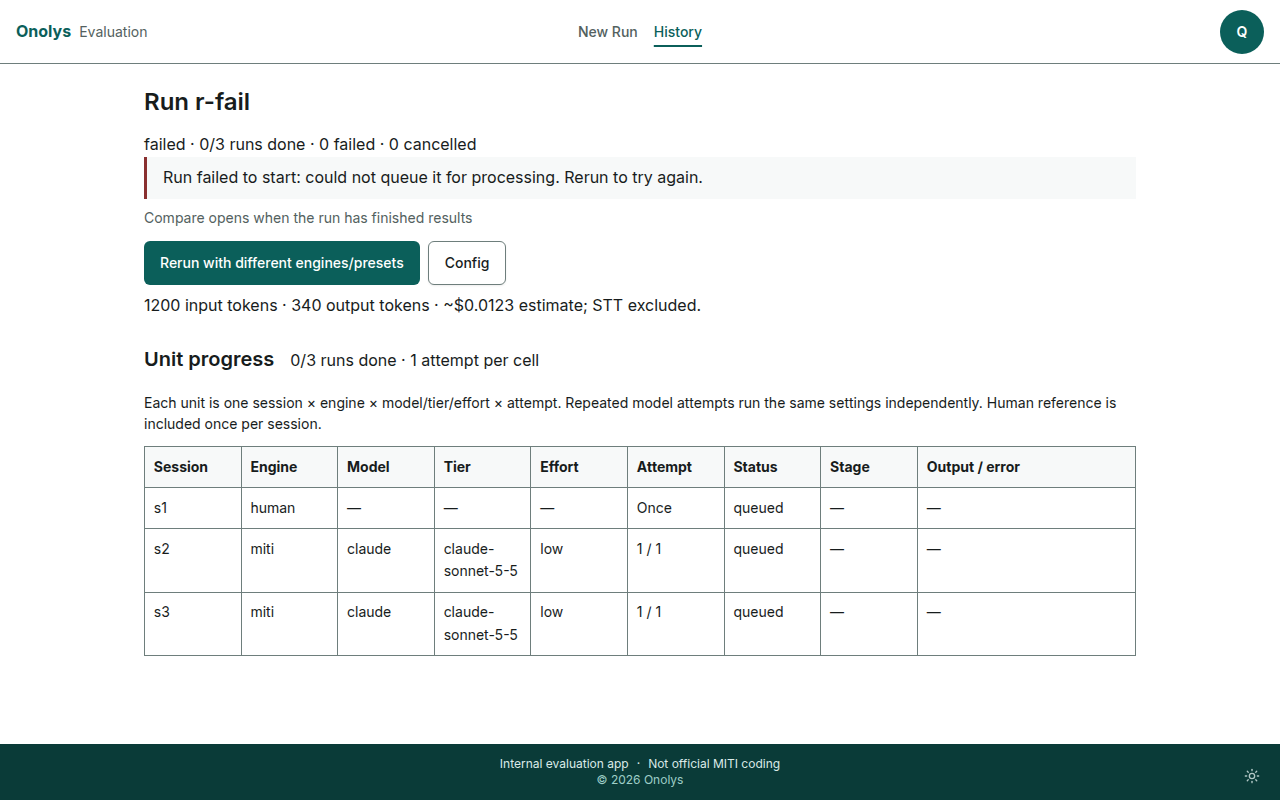 Onolys Evaluation
New Run History
Q
Run r-fail
failed · 0/3 runs done · 0 failed · 0 cancelled
Run failed to start: could not queue it for processing. Rerun to try again.
Compare opens when the run has finished results
Rerun with different engines/presets Config
1200 input tokens · 340 output tokens · ~$0.0123 estimate; STT excluded.
Unit progress 0/3 runs done · 1 attempt per cell
Each unit is one session × engine × model/tier/effort × attempt. Repeated model attempts run the same settings independently. Human reference is
included once per session.
Session Engine Model Tier Effort Attempt Status Stage Output / error
s1 human — — — Once queued — —
s2 miti claude claude-
sonnet-5-5 low 1 / 1 queued — —
s3 miti claude claude-
sonnet-5-5 low 1 / 1 queued — —
Internal evaluation app · Not official MITI coding
© 2026 Onolys